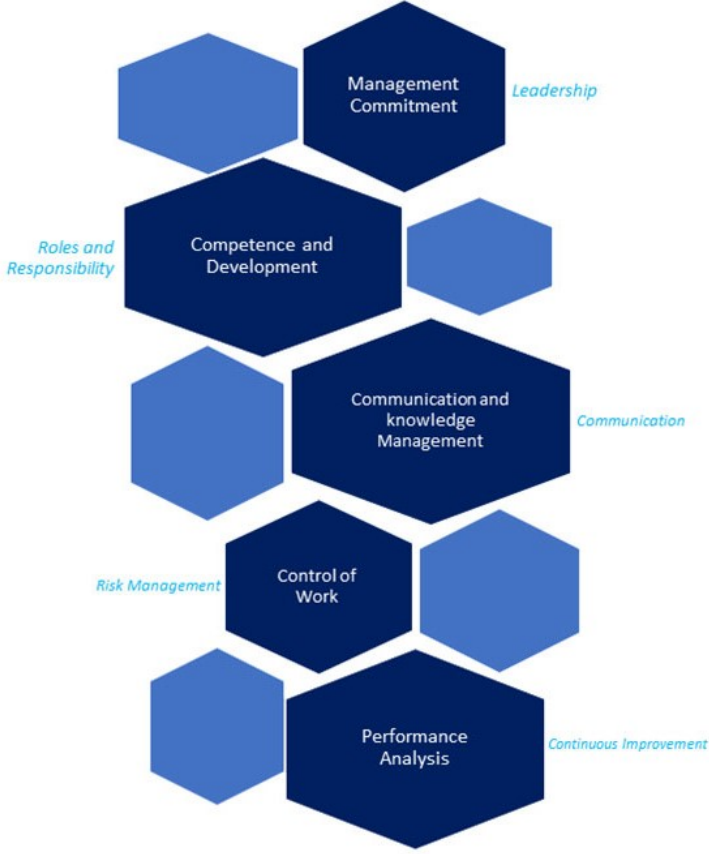 Management
Commitment
Leadership
Roles and
Responsibility
Competence and
Development
Communication and
knowledge
Management
Communication
Risk Management
Control of
Work
Performance
Analysis
Continuous Improvement